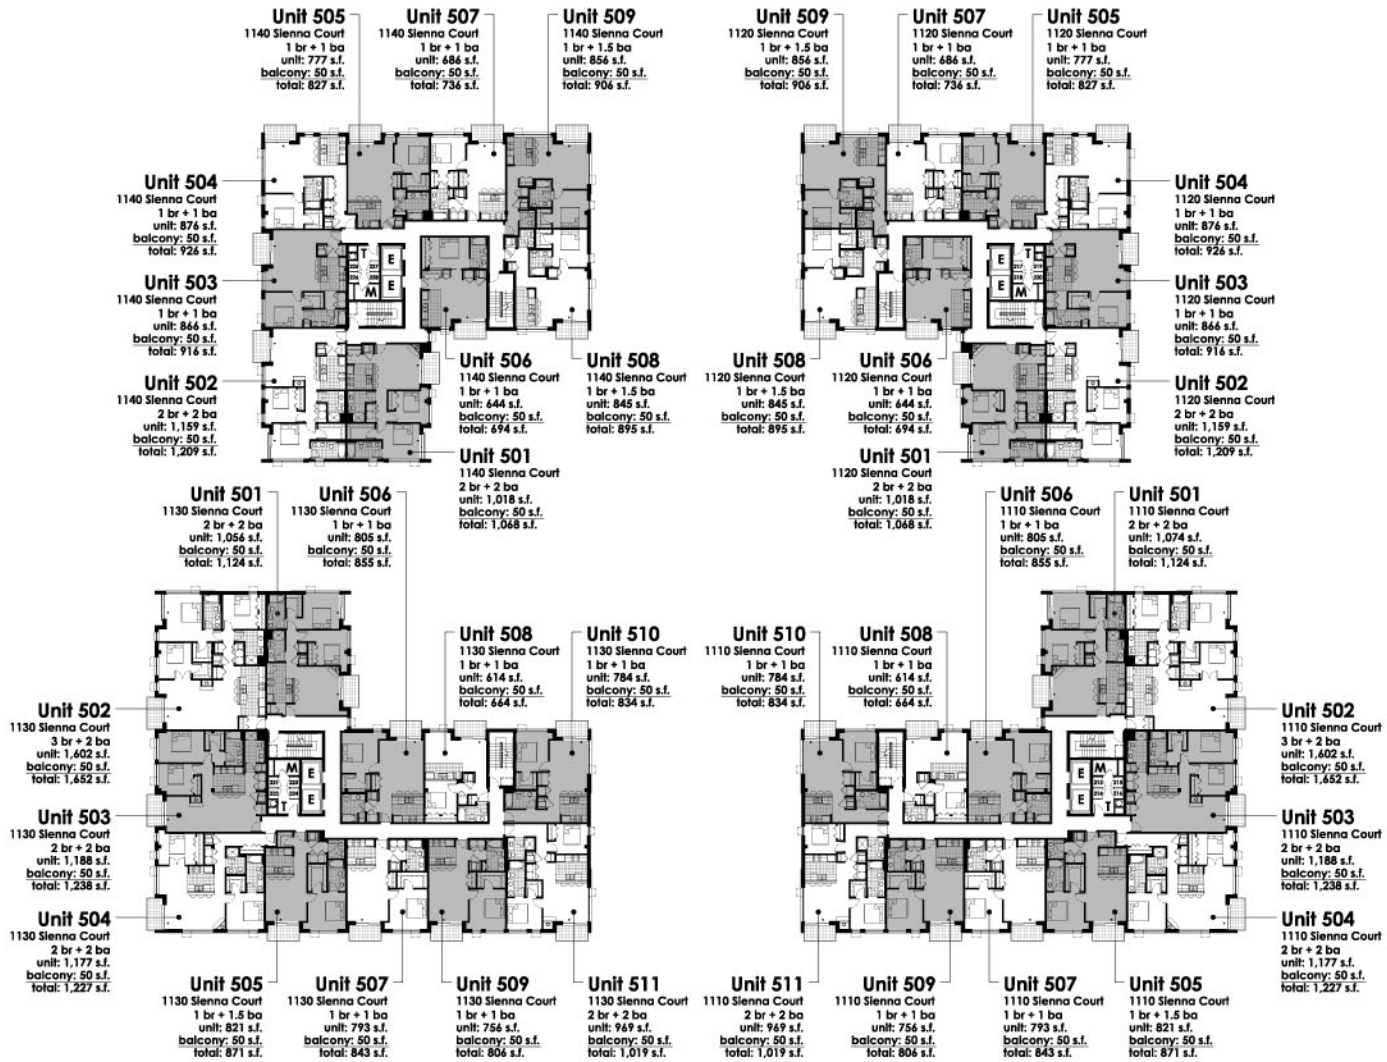 Unit 505
1140 Sienna Court
1 br + 1 ba
unit: 777 s.f.
balcony: 50 s.f.
total: 827 s.f.
Unit 507
1140 Sienna Court
1 br + 1 ba
unit: 686 s.f.
balcony: 50 s.f.
total: 736 s.f.
Unit 509
1140 Sienna Court
1 br + 1.5 ba
unit: 856 s.f.
balcony: 50 s.f.
total: 906 s.f.
Unit 509
1120 Sienna Court
1 br + 1.5 ba
unit: 856 s.f.
balcony: 50 s.f.
total: 906 s.f.
Unit 507
1120 Sienna Court
1 br + 1 ba
unit: 686 s.f.
balcony: 50 s.f.
total: 736 s.f.
Unit 505
1120 Sienna Court
1 br + 1 ba
unit: 777 s.f.
balcony: 50 s.f.
total: 827 s.f.
Unit 504
1140 Sienna Court
1 br + 1 ba
unit: 876 s.f.
balcony: 50 s.f.
total: 926 s.f.
Unit 503
1140 Sienna Court
1 br + 1 ba
unit: 866 s.f.
balcony: 50 s.f.
total: 916 s.f.
Unit 502
1140 Sienna Court
2 br + 2 ba
unit: 1,159 s.f.
balcony: 50 s.f.
total: 1,209 s.f.
T
E
E
M
Unit 506
1140 Sienna Court
1 br + 1 ba
unit: 644 s.f.
balcony: 50 s.f.
total: 694 s.f.
Unit 508
1140 Sienna Court
1 br + 1.5 ba
unit: 845 s.f.
balcony: 50 s.f.
total: 895 s.f.
Unit 501
1140 Sienna Court
2 br + 2 ba
unit: 1,018 s.f.
balcony: 50 s.f.
total: 1,068 s.f.
E
T
E
M
Unit 504
1120 Sienna Court
1 br + 1 ba
unit: 876 s.f.
balcony: 50 s.f.
total: 926 s.f.
Unit 503
1120 Sienna Court
1 br + 1 ba
unit: 866 s.f.
balcony: 50 s.f.
total: 916 s.f.
Unit 502
1120 Sienna Court
2 br + 2 ba
unit: 1,159 s.f.
balcony: 50 s.f.
total: 1,209 s.f.
Unit 508
1120 Sienna Court
1 br + 1.5 ba
unit: 845 s.f.
balcony: 50 s.f.
total: 895 s.f.
Unit 506
1120 Sienna Court
1 br + 1 ba
unit: 644 s.f.
balcony: 50 s.f.
total: 694 s.f.
Unit 501
1120 Sienna Court
2 br + 2 ba
unit: 1,018 s.f.
balcony: 50 s.f.
total: 1,068 s.f.
Unit 501
1130 Sienna Court
2 br + 2 ba
unit: 1,056 s.f.
balcony: 50 s.f.
total: 1,124 s.f.
Unit 506
1130 Sienna Court
1 br + 1 ba
unit: 805 s.f.
balcony: 50 s.f.
total: 855 s.f.
Unit 508
1130 Sienna Court
1 br + 1 ba
unit: 614 s.f.
balcony: 50 s.f.
total: 664 s.f.
Unit 510
1130 Sienna Court
1 br + 1 ba
unit: 784 s.f.
balcony: 50 s.f.
total: 834 s.f.
Unit 502
1130 Sienna Court
3 br + 2 ba
unit: 1,602 s.f.
balcony: 50 s.f.
total: 1,652 s.f.
Unit 503
1130 Sienna Court
2 br + 2 ba
unit: 1,188 s.f.
balcony: 50 s.f.
total: 1,238 s.f.
Unit 504
1130 Sienna Court
2 br + 2 ba
unit: 1,177 s.f.
balcony: 50 s.f.
total: 1,227 s.f.
M
E
E
T
Unit 505
1130 Sienna Court
1 br + 1.5 ba
unit: 821 s.f.
balcony: 50 s.f.
total: 871 s.f.
Unit 507
1130 Sienna Court
1 br + 1 ba
unit: 793 s.f.
balcony: 50 s.f.
total: 843 s.f.
Unit 509
1130 Sienna Court
1 br + 1 ba
unit: 756 s.f.
balcony: 50 s.f.
total: 806 s.f.
Unit 511
1130 Sienna Court
2 br + 2 ba
unit: 969 s.f.
balcony: 50 s.f.
total: 1,019 s.f.
Unit 506
1110 Sienna Court
1 br + 1 ba
unit: 805 s.f.
balcony: 50 s.f.
total: 855 s.f.
Unit 501
1110 Sienna Court
2 br + 2 ba
unit: 1,074 s.f.
balcony: 50 s.f.
total: 1,124 s.f.
Unit 510
1110 Sienna Court
1 br + 1 ba
unit: 784 s.f.
balcony: 50 s.f.
total: 834 s.f.
Unit 508
1110 Sienna Court
1 br + 1 ba
unit: 614 s.f.
balcony: 50 s.f.
total: 664 s.f.
E
M
E
T
Unit 502
1110 Sienna Court
3 br + 2 ba
unit: 1,602 s.f.
balcony: 50 s.f.
total: 1,652 s.f.
Unit 503
1110 Sienna Court
2 br + 2 ba
unit: 1,188 s.f.
balcony: 50 s.f.
total: 1,238 s.f.
Unit 504
1110 Sienna Court
2 br + 2 ba
unit: 1,177 s.f.
balcony: 50 s.f.
total: 1,227 s.f.
Unit 511
1110 Sienna Court
2 br + 2 ba
unit: 969 s.f.
balcony: 50 s.f.
total: 1,019 s.f.
Unit 509
1110 Sienna Court
1 br + 1 ba
unit: 756 s.f.
balcony: 50 s.f.
total: 806 s.f.
Unit 507
1110 Sienna Court
1 br + 1 ba
unit: 793 s.f.
balcony: 50 s.f.
total: 843 s.f.
Unit 505
1110 Sienna Court
1 br + 1.5 ba
unit: 821 s.f.
balcony: 50 s.f.
total: 871 s.f.